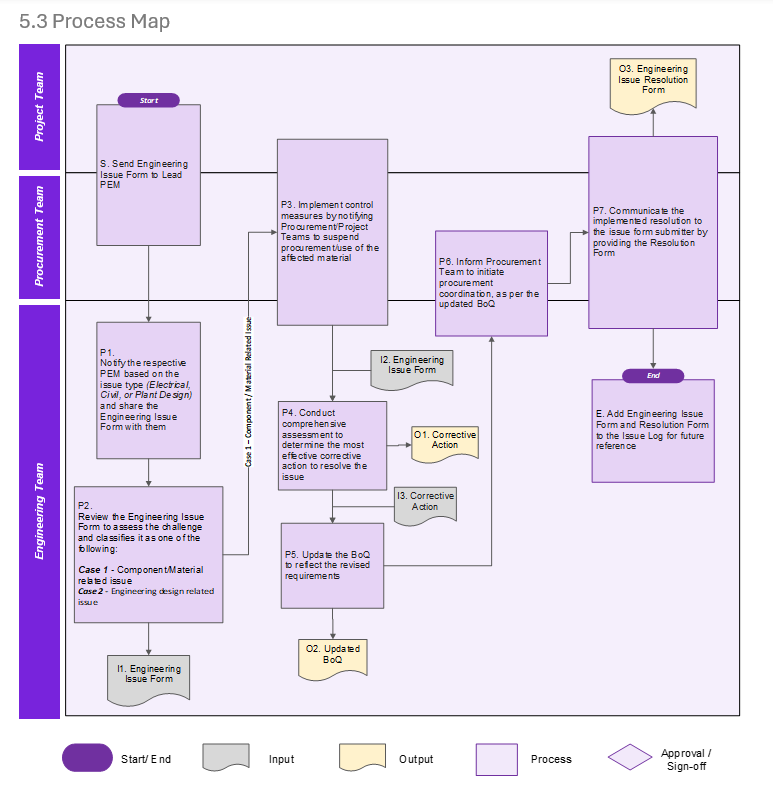 5.3 Process Map
Project Team
Procurement Team
Engineering Team
Start
S. Send Engineering
Issue Form to Lead
PEM
P1.
Notify the respective
PEM based on the
issue type (Electrical,
Civil, or Plant Design)
and share the
Engineering Issue
Form with them
P2.
Review the Engineering Issue
Form to assess the challenge
and classifies it as one of the
following:
Case 1 - Component/Material
related issue
Case 2 - Engineering design related
issue
I1. Engineering
Issue Form
Case 1 – Component / Material Related Issue
P3. Implement control
measures by notifying
Procurement/Project
Teams to suspend
procurement/use of the
affected material
I2. Engineering
Issue Form
P4. Conduct
comprehensive
assessment to
determine the most
effective corrective
action to resolve the
issue
O1. Corrective
Action
I3. Corrective
Action
P5. Update the BoQ
to reflect the revised
requirements
O2. Updated
BoQ
P6. Inform Procurement
Team to initiate
procurement
coordination, as per the
updated BoQ
O3. Engineering
Issue Resolution
Form
P7. Communicate the
implemented resolution to
the issue form submitter by
providing the Resolution
Form
End
E. Add Engineering Issue
Form and Resolution Form
to the Issue Log for future
reference
Start/ End
Input
Output
Process
Approval /
Sign-off